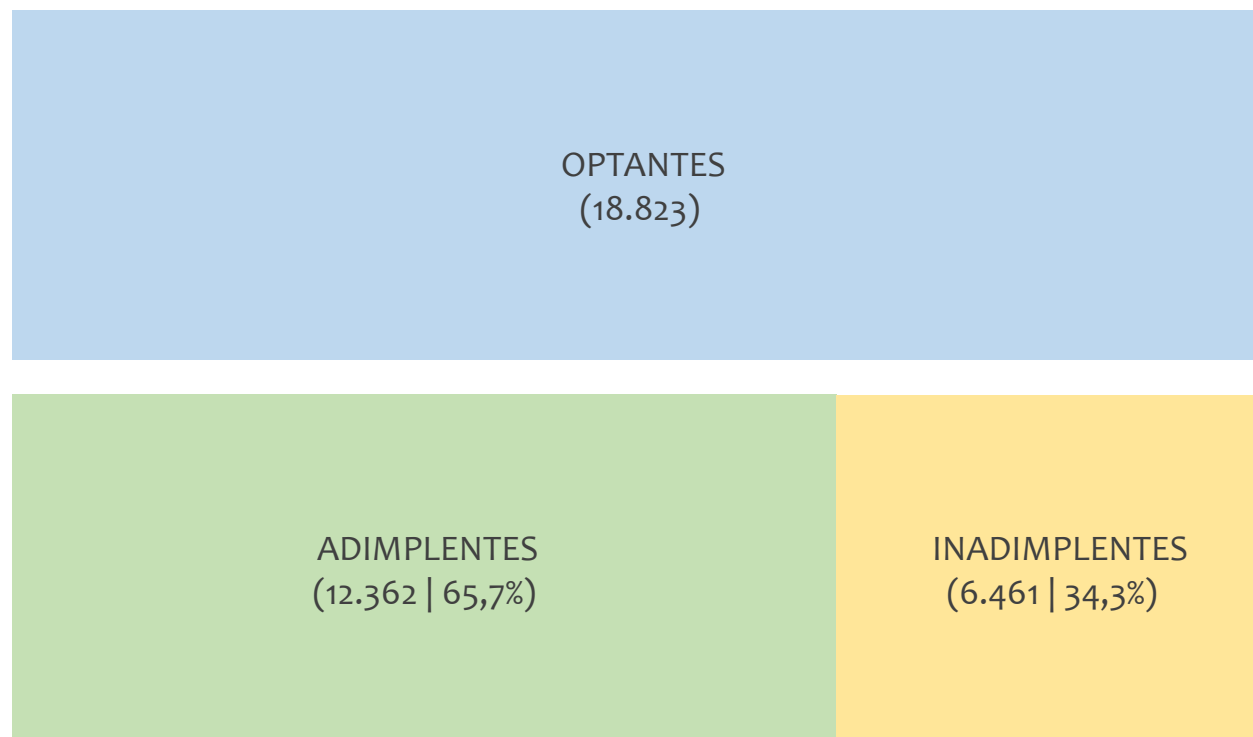 OPTANTES
(18.823)
ADIMPLENTES
(12.362 | 65,7%)
INADIMPLENTES
(6.461 | 34,3%)